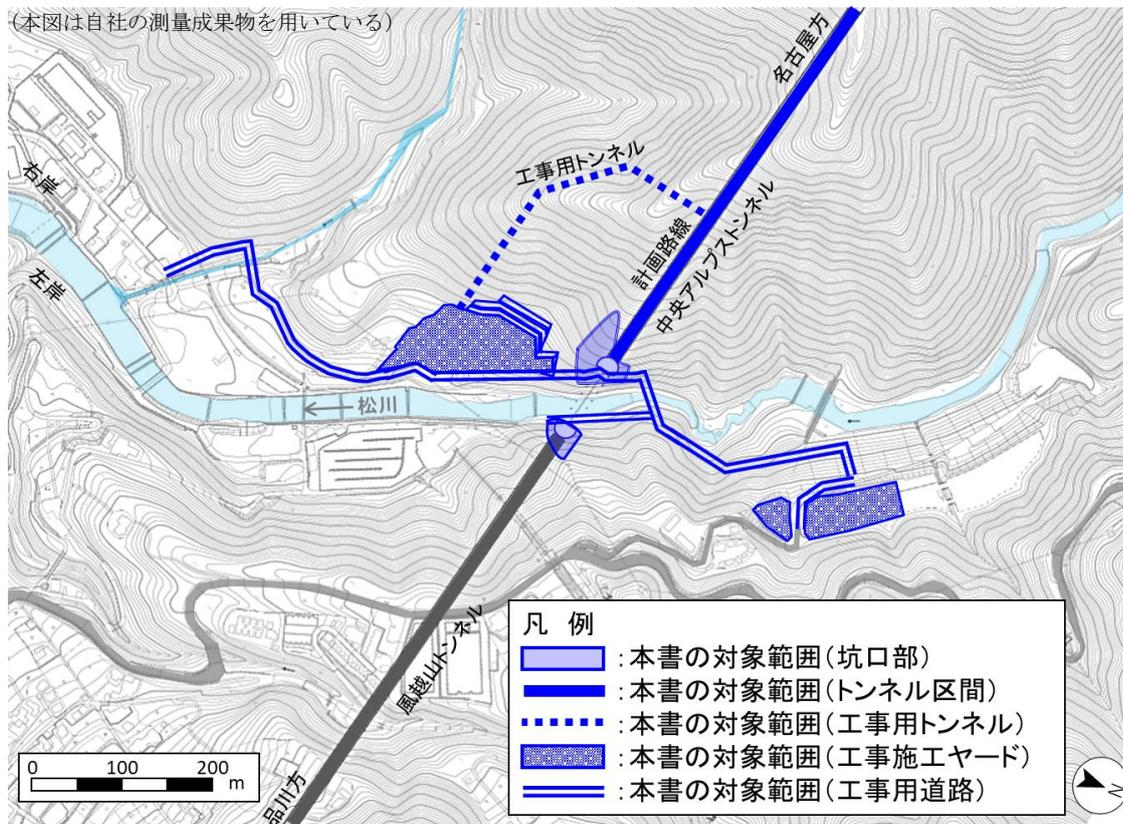 (本図は自社の測量成果物を用いている)
名古屋方
工事用トンネル
右岸
計画路線
中央アルプストンネル
左岸
松川
風越山トンネル
品川方
凡 例
:本書の対象範囲(坑口部)
:本書の対象範囲(トンネル区間)
:本書の対象範囲(工事用トンネル)
:本書の対象範囲(工事施工ヤード)
:本書の対象範囲(工事用道路)
0 100 200
m
N